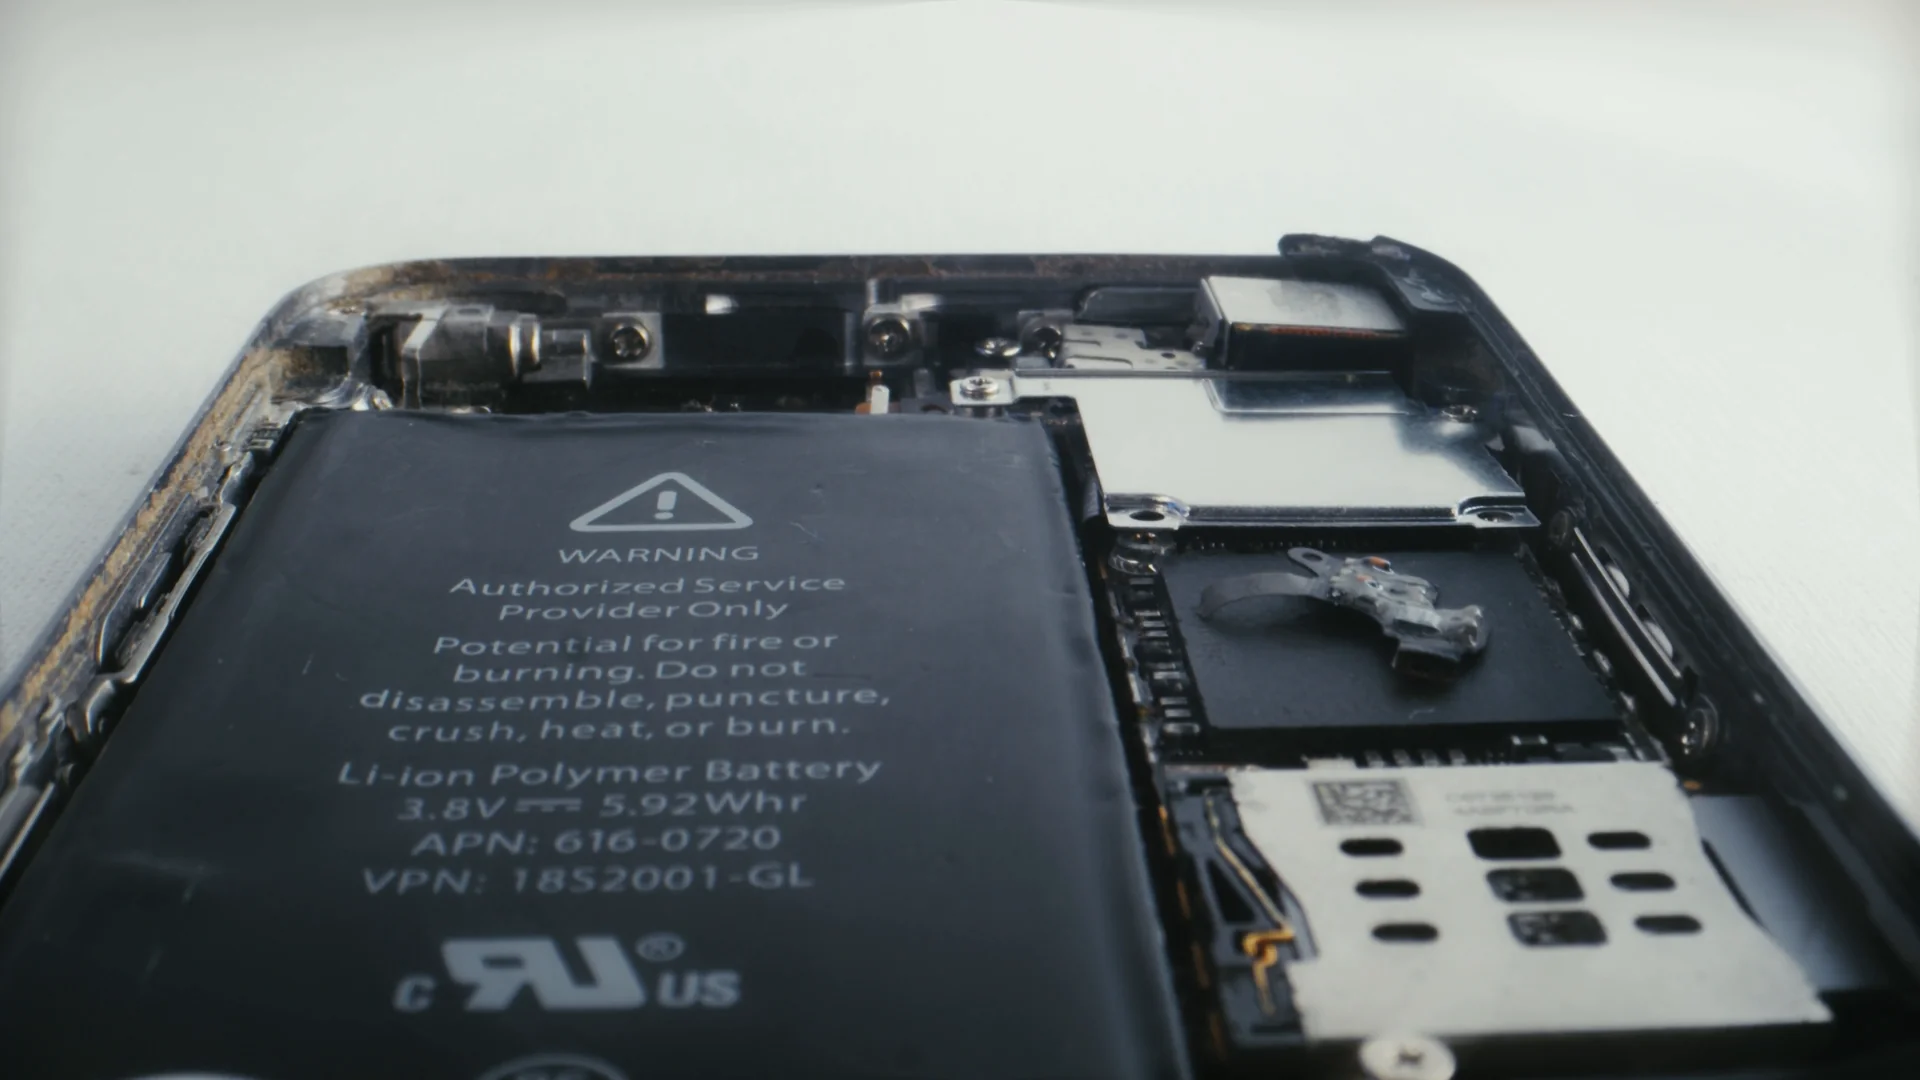 WARNING
Authorized Service
Provider Only
Potential for fire or
burning. Do not
disassemble, puncture,
crush, heat, or burn.
Li-ion Polymer Battery
3.8V⎓ 5.92Whr
APN: 616-0720
VPN: 18S2001-GL
c RU® US